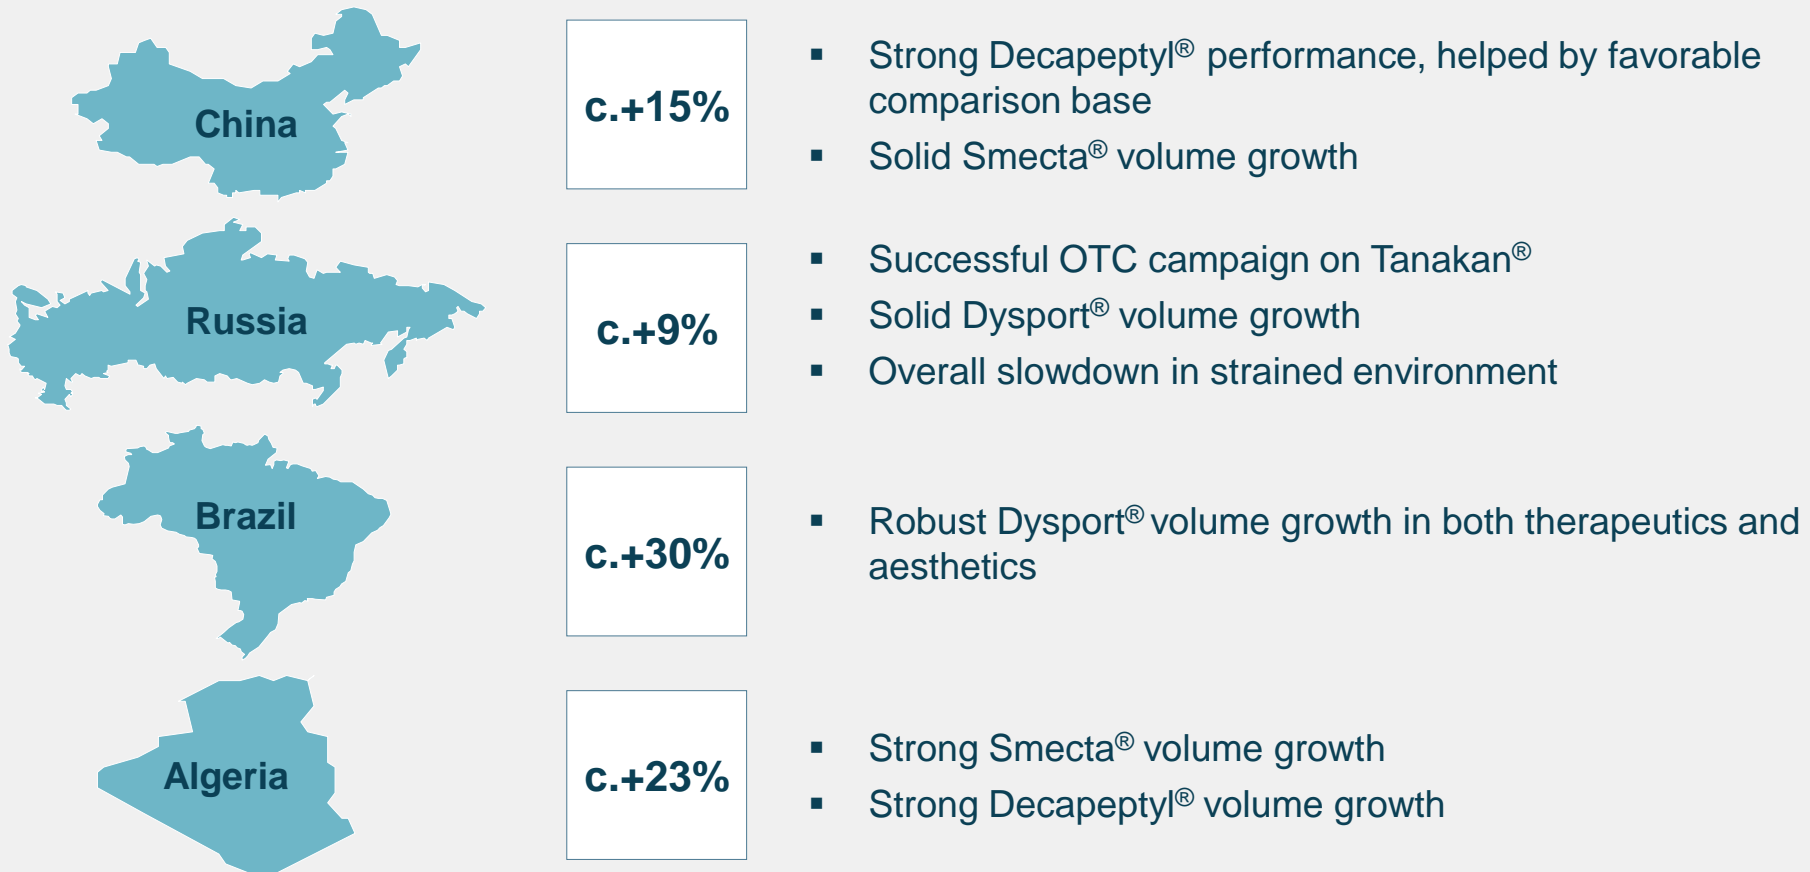 China
c.+15%
▪ Strong Decapeptyl® performance, helped by favorable
comparison base
▪ Solid Smecta® volume growth
Russia
c.+9%
▪ Successful OTC campaign on Tanakan®
▪ Solid Dysport® volume growth
▪ Overall slowdown in strained environment
Brazil
c.+30%
▪ Robust Dysport® volume growth in both therapeutics and
aesthetics
Algeria
c.+23%
▪ Strong Smecta® volume growth
▪ Strong Decapeptyl® volume growth